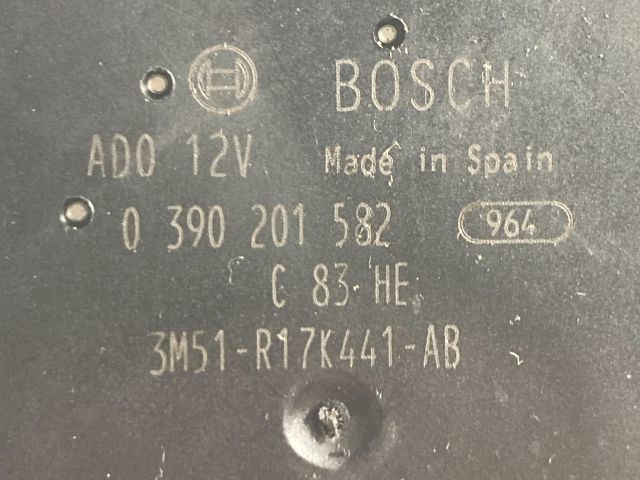 BOSCH
ADO 12V Made in Spain
0 390 201 582 964
C 83 HE
3M51-R17K441-AB